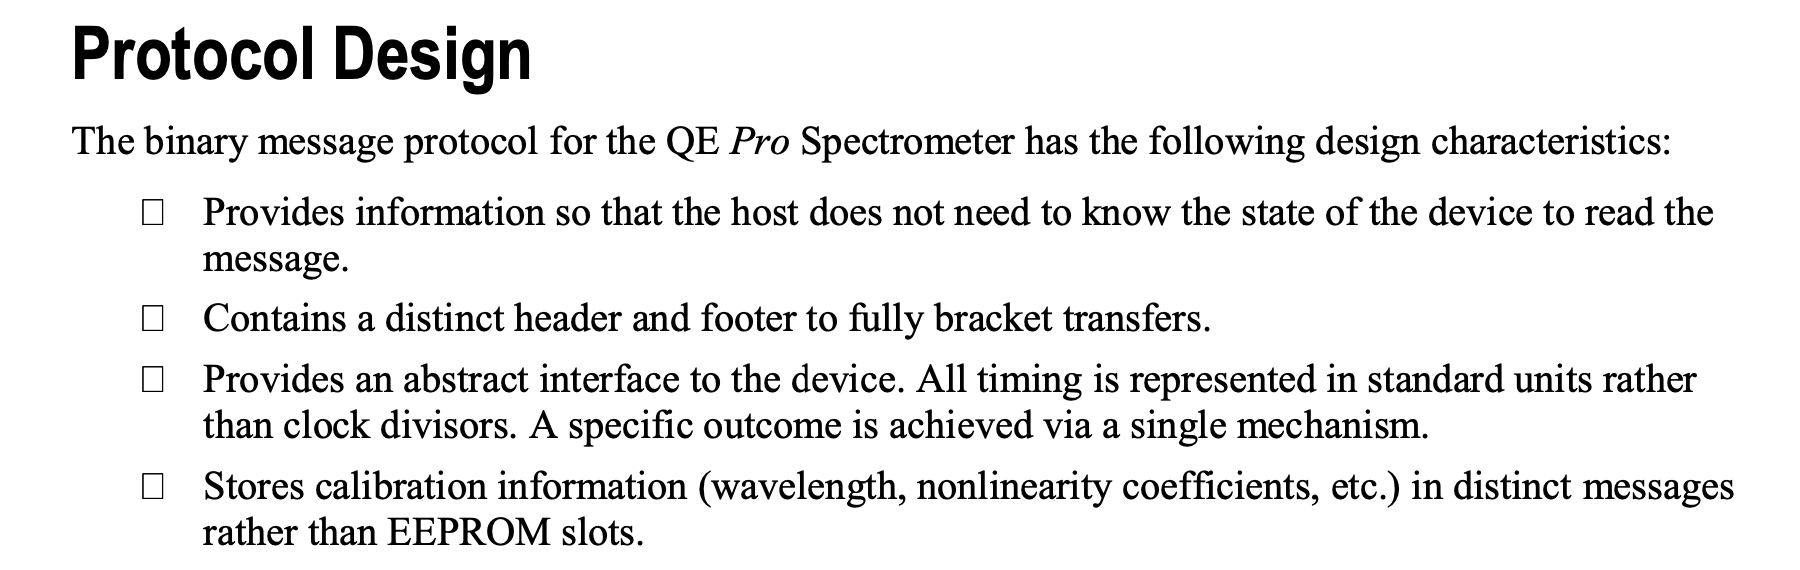 Protocol Design
The binary message protocol for the QE Pro Spectrometer has the following design characteristics:
□ Provides information so that the host does not need to know the state of the device to read the
message.
□ Contains a distinct header and footer to fully bracket transfers.
□ Provides an abstract interface to the device. All timing is represented in standard units rather
than clock divisors. A specific outcome is achieved via a single mechanism.
□ Stores calibration information (wavelength, nonlinearity coefficients, etc.) in distinct messages
rather than EEPROM slots.